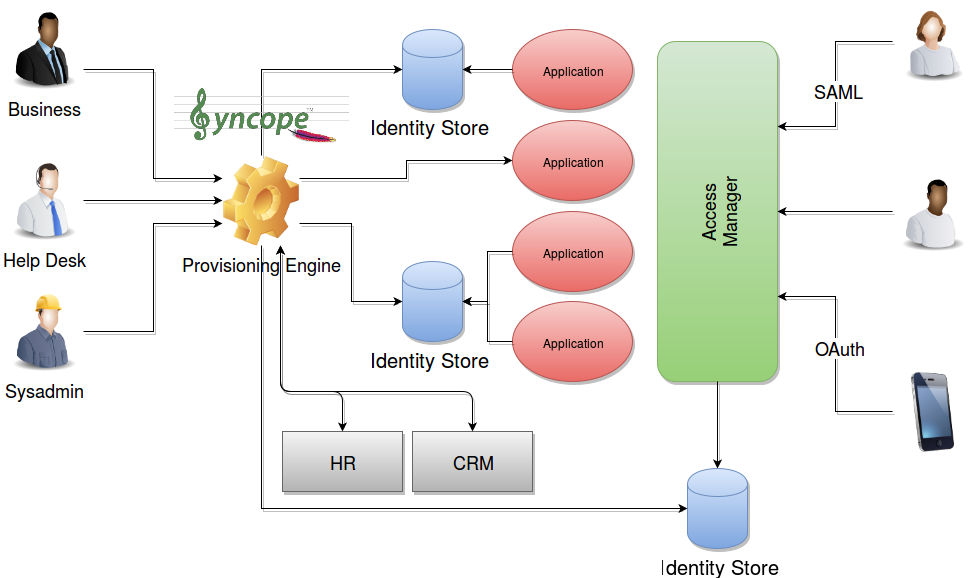 Business
Help Desk
Sysadmin
Syncope
™
Provisioning Engine
Identity Store
Application
Application
Application
Identity Store
Application
HR
CRM
Access
Manager
Identity Store
SAML
OAuth